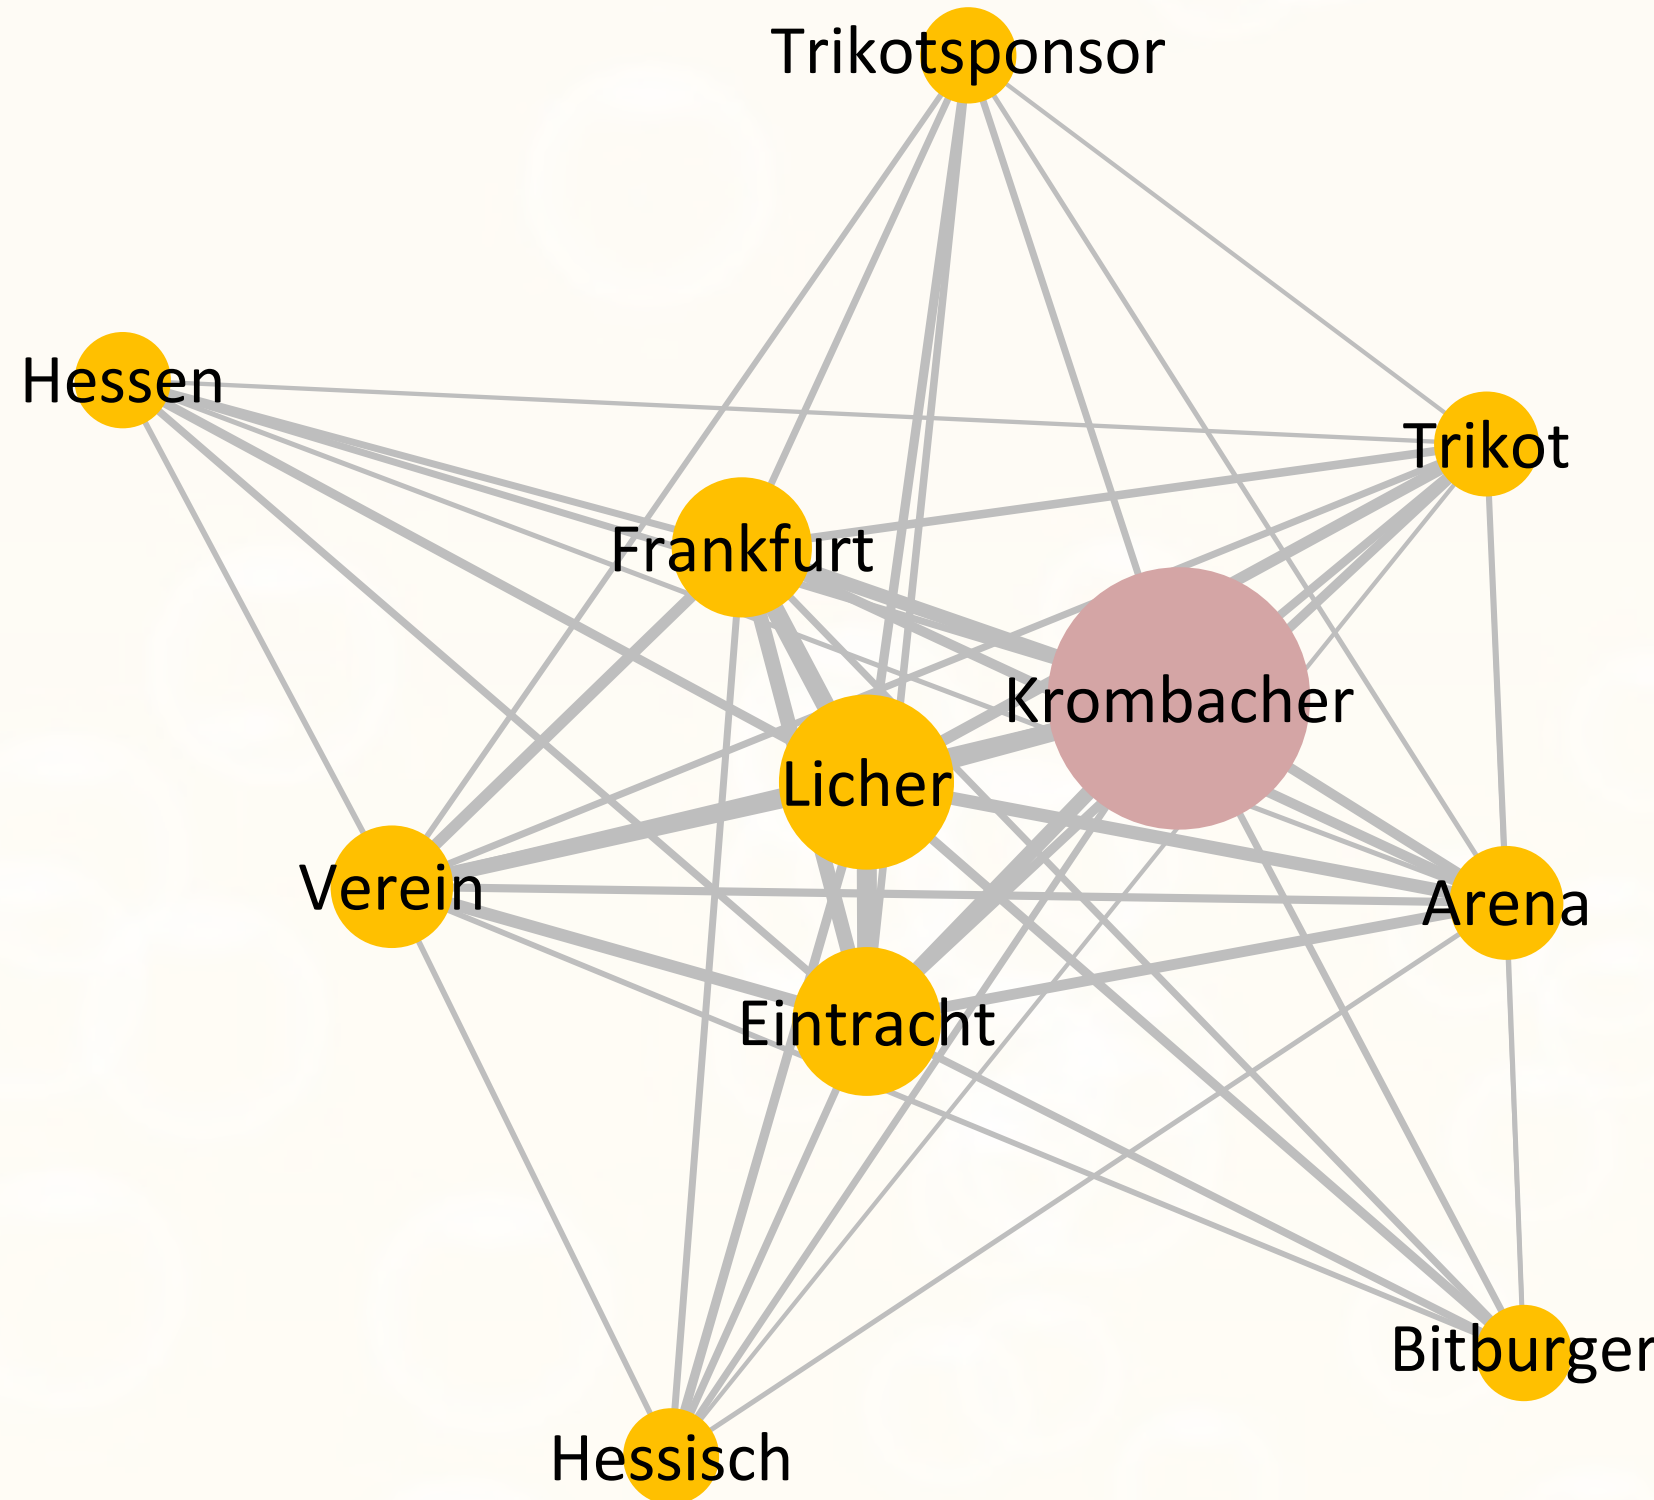 Trikotsponsor
Hessen
Trikot
Frankfurt
Krombacher
Licher
Verein
Arena
Eintracht
Bitburger
Hessisch